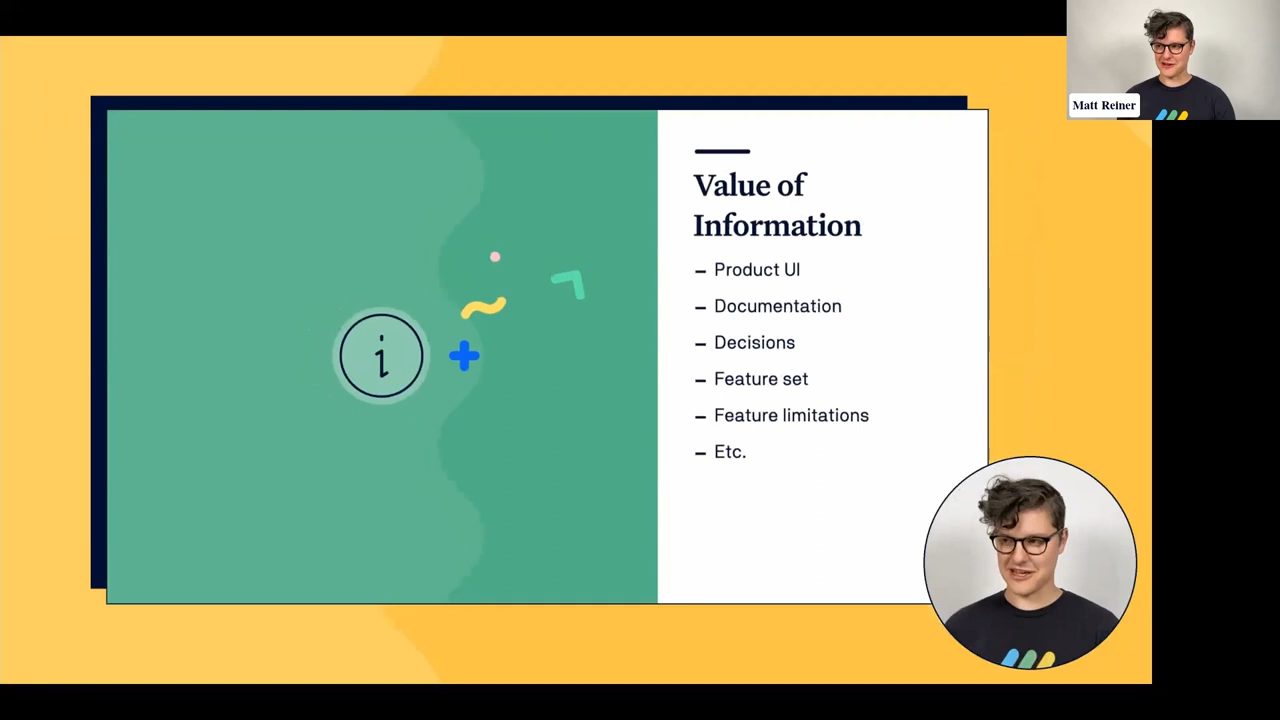 Matt Reiner
Value of
Information
– Product UI
– Documentation
– Decisions
– Feature set
– Feature limitations
– Etc.